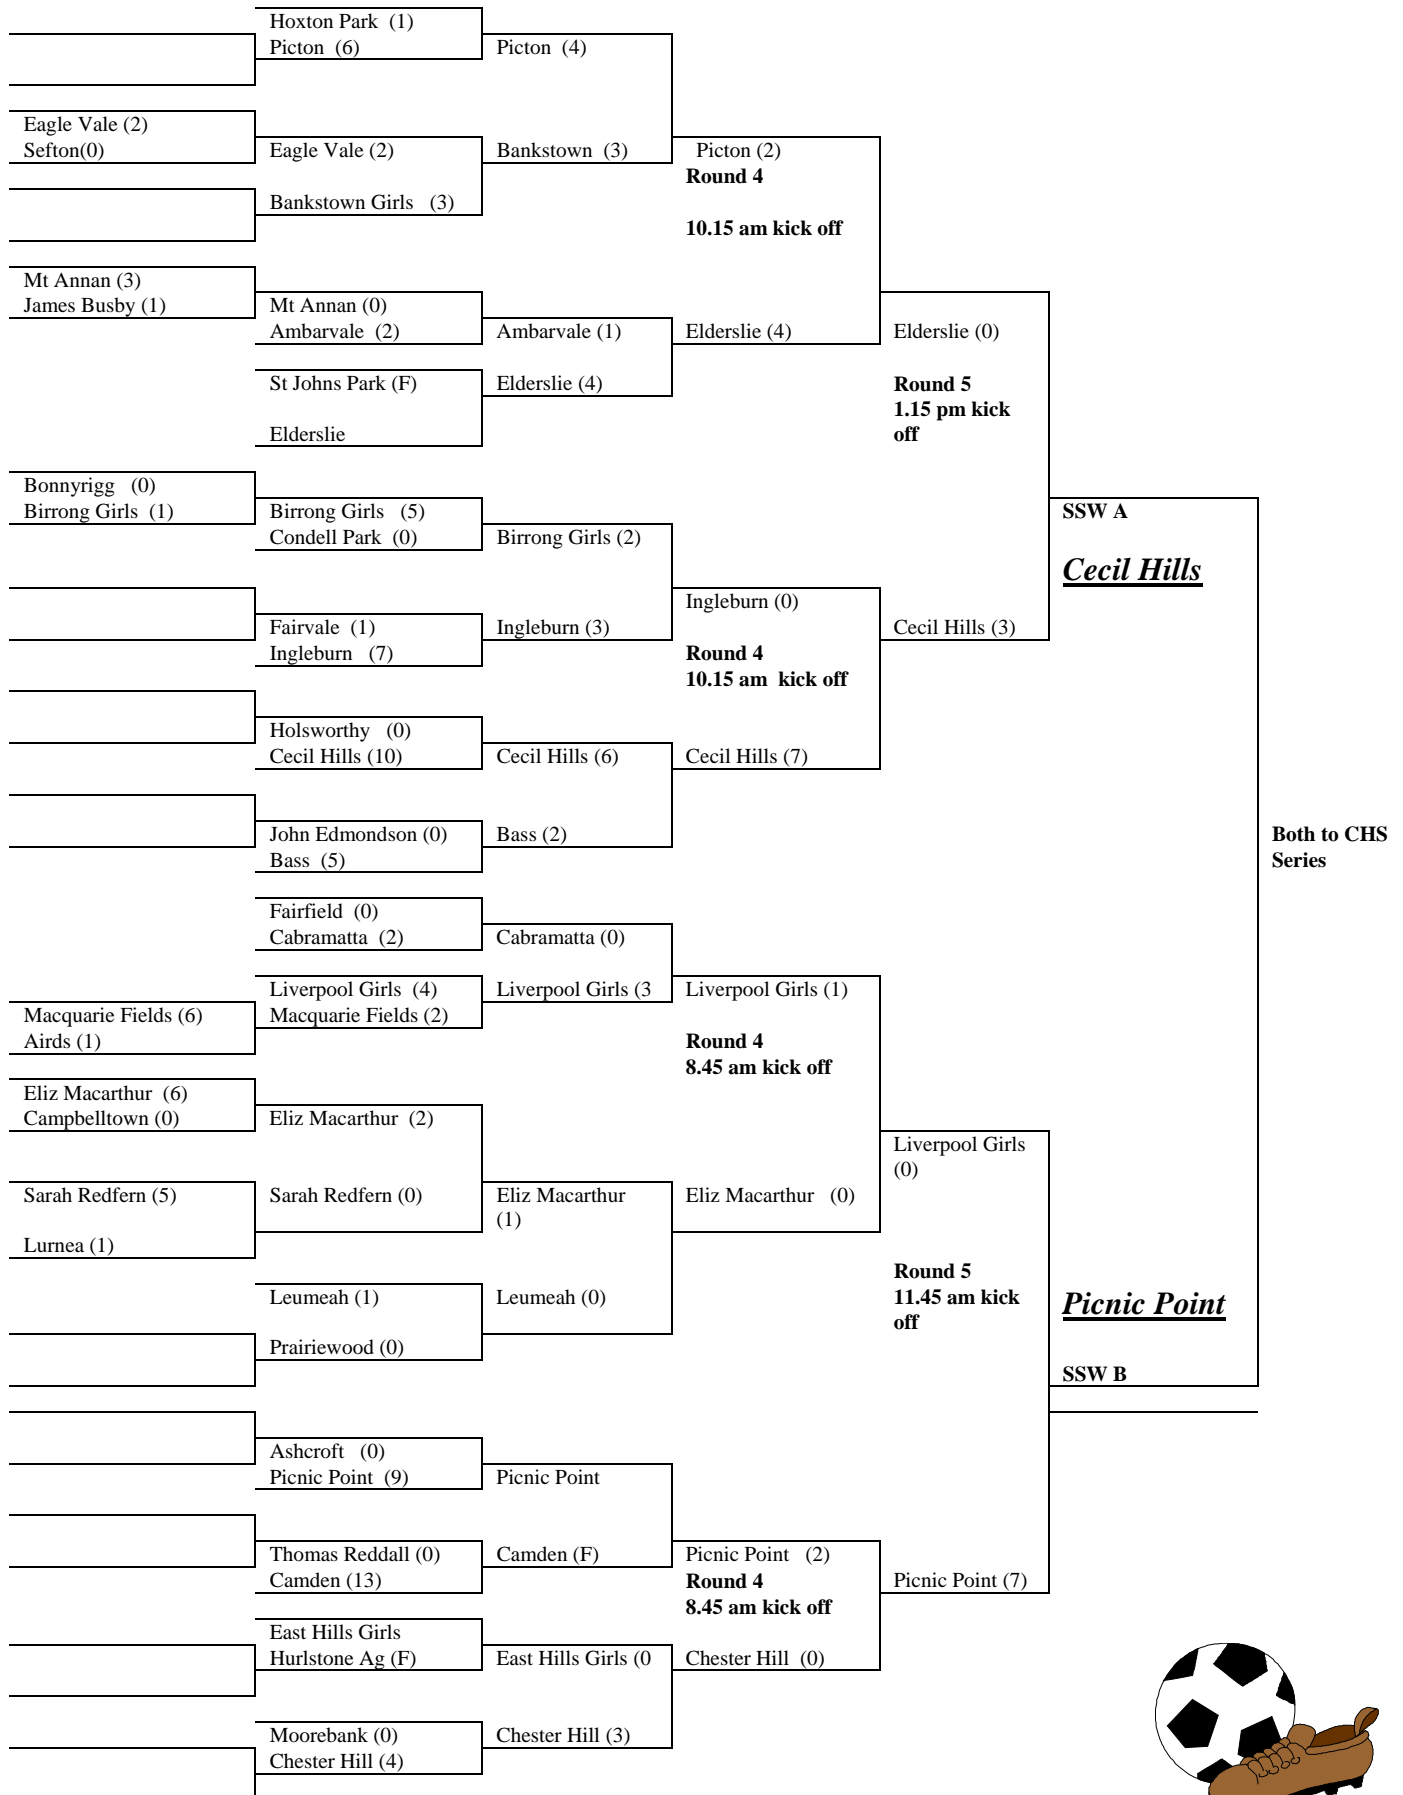 Hoxton Park (1)
Picton (6)
Picton (4)
Eagle Vale (2)
Sefton(0)
Eagle Vale (2)
Bankstown (3)
Picton (2)
Round 4
Bankstown Girls (3)
10.15 am kick off
Mt Annan (3)
James Busby (1)
Mt Annan (0)
Ambarvale (2)
Ambarvale (1)
Elderslie (4)
Elderslie (0)
St Johns Park (F)
Elderslie (4)
Round 5
1.15 pm kick
off
Elderslie
Bonnyrigg (0)
Birrong Girls (1)
Birrong Girls (5)
Condell Park (0)
Birrong Girls (2)
SSW A
Cecil Hills
Ingleburn (0)
Fairvale (1)
Ingleburn (7)
Ingleburn (3)
Round 4
10.15 am kick off
Cecil Hills (3)
Holsworthy (0)
Cecil Hills (10)
Cecil Hills (6)
Cecil Hills (7)
John Edmondson (0)
Bass (5)
Bass (2)
Both to CHS
Series
Fairfield (0)
Cabramatta (2)
Cabramatta (0)
Liverpool Girls (4)
Macquarie Fields (2)
Liverpool Girls (3
Liverpool Girls (1)
Macquarie Fields (6)
Airds (1)
Round 4
8.45 am kick off
Eliz Macarthur (6)
Campbelltown (0)
Eliz Macarthur (2)
Liverpool Girls
(0)
Sarah Redfern (5)
Sarah Redfern (0)
Eliz Macarthur
(1)
Eliz Macarthur (0)
Lurnea (1)
Round 5
11.45 am kick
off
Leumeah (1)
Leumeah (0)
Picnic Point
Prairiewood (0)
SSW B
Ashcroft (0)
Picnic Point (9)
Picnic Point
Thomas Reddall (0)
Camden (13)
Camden (F)
Picnic Point (2)
Round 4
8.45 am kick off
Picnic Point (7)
East Hills Girls
Hurlstone Ag (F)
East Hills Girls (0
Chester Hill (0)
Moorebank (0)
Chester Hill (4)
Chester Hill (3)